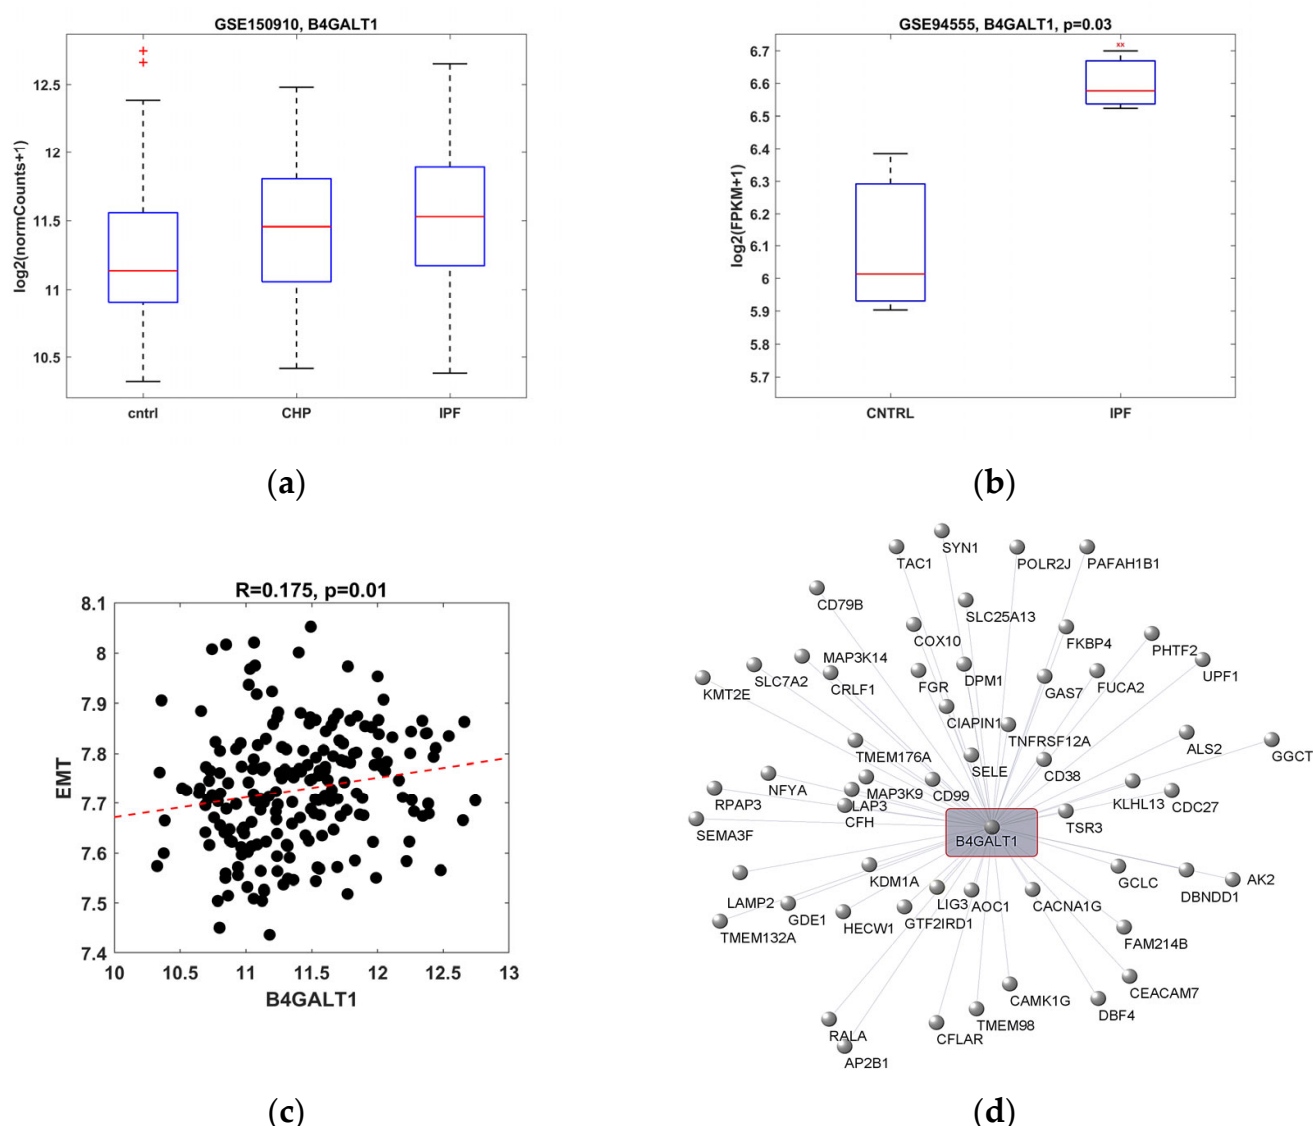 GSE150910, B4GALT1
log2(normCounts+1)
12.5
12
11.5
11
10.5
cntrl
CHP
IPF
(a)
GSE94555, B4GALT1, p=0.03
log2(FPKM+1)
xx
6.7
6.6
6.5
6.4
6.3
6.2
6.1
6
5.9
5.8
5.7
CNTRL
IPF
(b)
R=0.175, p=0.01
EMT
8.1
8
7.9
7.8
7.7
7.6
7.5
7.4
10
10.5
11
11.5
12
12.5
13
B4GALT1
(c)
SYN1
TAC1
POLR2J
PAFAH1B1
CD79B
SLC25A13
COX10
FKBP4
PHTF2
MAP3K14
SLC7A2
CRLF1
KMT2E
FGR
DPM1
GAS7
FUCA2
UPF1
CIAPIN1
TNFRSF12A
TMEM176A
SELE
CD38
ALS2
GGCT
NFYA
MAP3K9
CD99
RPAP3
LAP3
CFH
KLHL13
CDC27
SEMA3F
TSR3
B4GALT1
KDM1A
GCLC
DBNDD1
AK2
LAMP2
GDE1
LIG3
AOC1
CACNA1G
TMEM132A
HECW1
GTF2IRD1
FAM214B
CEACAM7
CAMK1G
DBF4
TMEM98
RALA
CFLAR
AP2B1
(d)